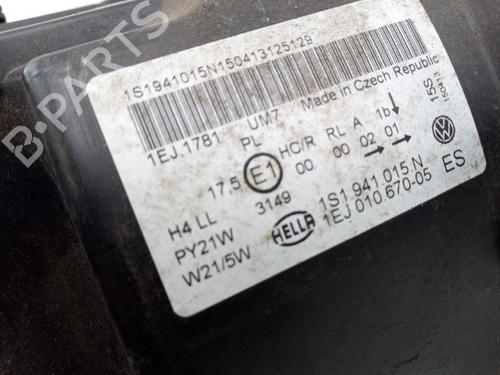 1S1941015N150413125129
1EJ.1781 UM7 Made in Czech Republic
PL HC/R RL A 1b
17.5 E1 00 00 02 01
3149
H4 LL
PY21W
W21/5W
HELLA
1S1 941 015 N
1EJ 010.670-05 ES
15S
150413
B-PARTS